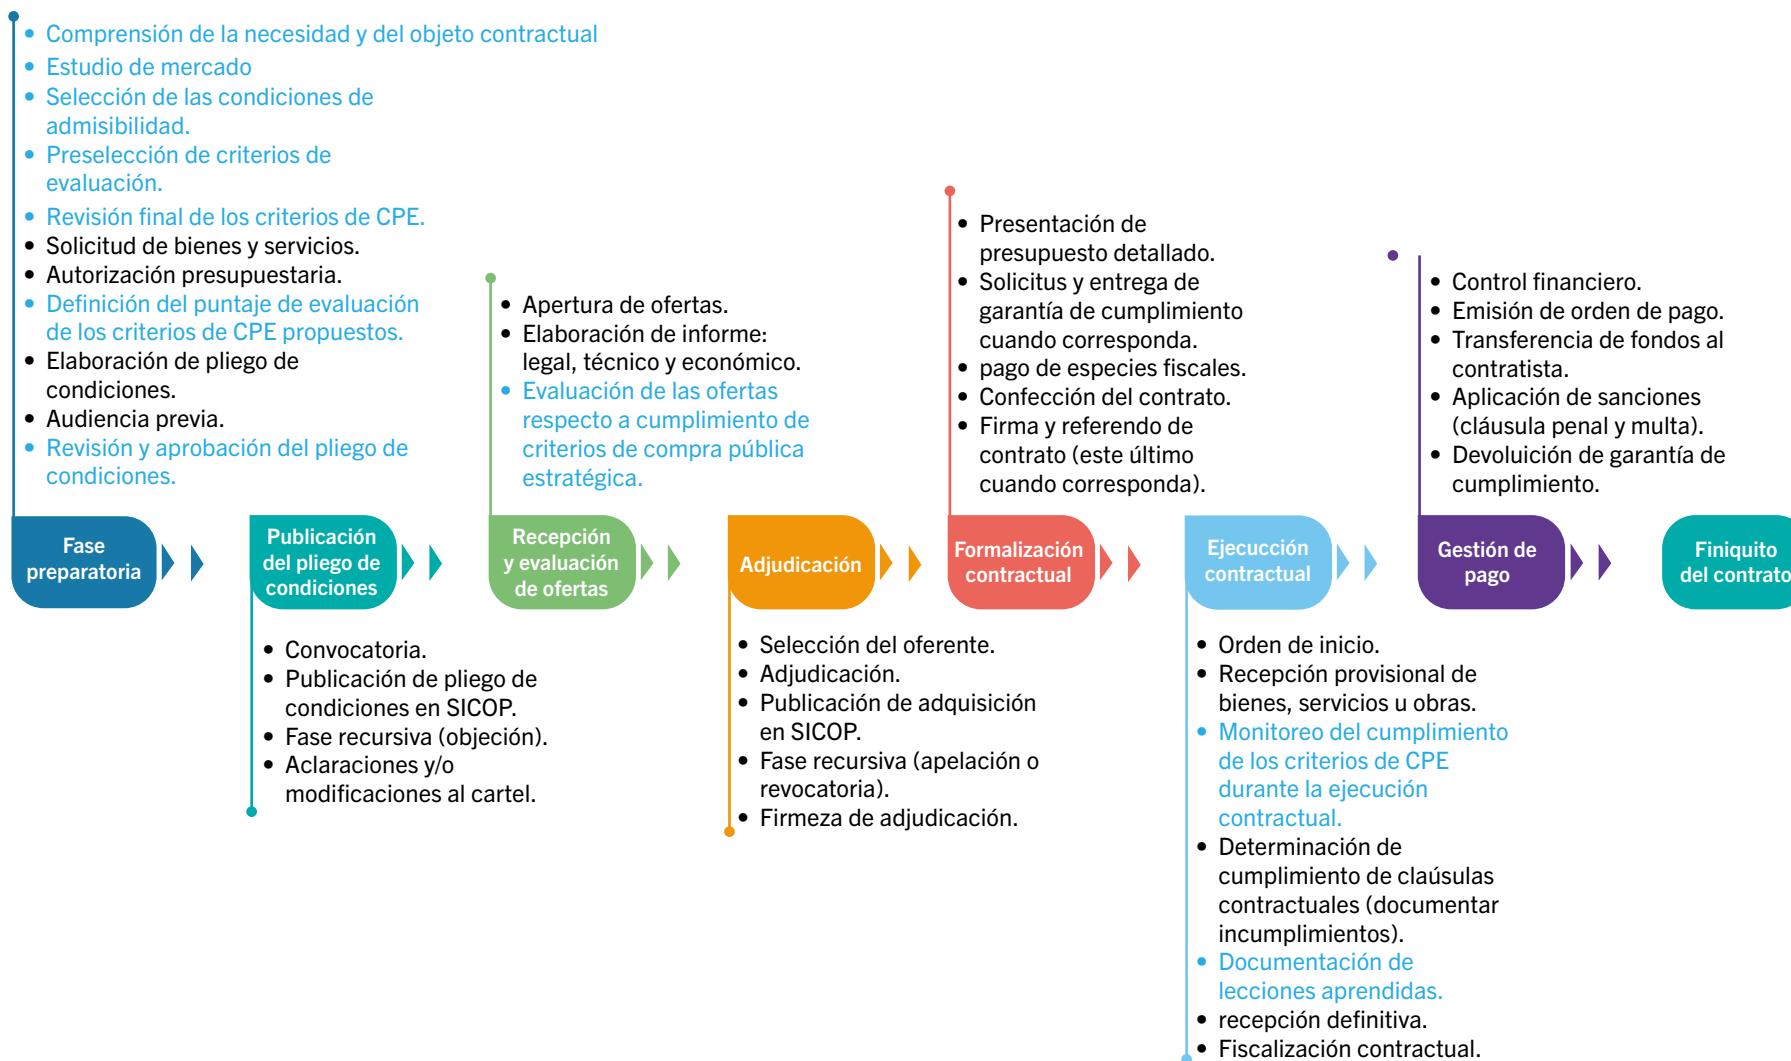 • Comprensión de la necesidad y del objeto contractual
• Estudio de mercado
• Selección de las condiciones de
admisibilidad.
• Preselección de criterios de
evaluación.
• Revisión final de los criterios de CPE.
• Solicitud de bienes y servicios.
• Autorización presupuestaria.
• Definición del puntaje de evaluación
de los criterios de CPE propuestos.
• Elaboración de pliego de
condiciones.
• Audiencia previa.
• Revisión y aprobación del pliego de
condiciones.
• Apertura de ofertas.
• Elaboración de informe:
legal, técnico y económico.
• Evaluación de las ofertas
respecto a cumplimiento de
criterios de compra pública
estratégica.
• Presentación de
presupuesto detallado.
• Solicitus y entrega de
garantía de cumplimiento
cuando corresponda.
• pago de especies fiscales.
• Confección del contrato.
• Firma y referendo de
contrato (este último
cuando corresponda).
• Control financiero.
• Emisión de orden de pago.
• Transferencia de fondos al
contratista.
• Aplicación de sanciones
(cláusula penal y multa).
• Devoluición de garantía de
cumplimiento.
Fase
preparatoria
Publicación
del pliego de
condiciones
Recepción
y evaluación
de ofertas
Adjudicación
Formalización
contractual
Ejecucción
contractual
Gestión de
pago
Finiquito
del contrato
• Convocatoria.
• Publicación de pliego de
condiciones en SICOP.
• Fase recursiva (objeción).
• Aclaraciones y/o
modificaciones al cartel.
• Selección del oferente.
• Adjudicación.
• Publicación de adquisición
en SICOP.
• Fase recursiva (apelación o
revocatoria).
• Firmeza de adjudicación.
• Orden de inicio.
• Recepción provisional de
bienes, servicios u obras.
• Monitoreo del cumplimiento
de los criterios de CPE
durante la ejecución
contractual.
• Determinación de
cumplimiento de claúsulas
contractuales (documentar
incumplimientos).
• Documentación de
lecciones aprendidas.
• recepción definitiva.
• Fiscalización contractual.